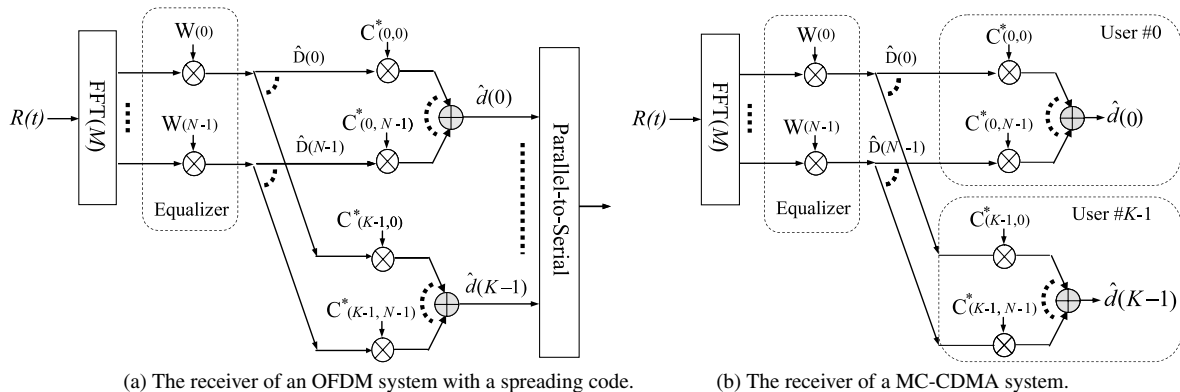 R(t)
FFT(M)
W(0)
W(N-1)
Equalizer
D̂(0)
D̂(N-1)
C*(0,0)
C*(0, N-1)
d̂(0)
C*(K-1,0)
C*(K-1, N-1)
d̂(K-1)
Parallel-to-Serial
(a) The receiver of an OFDM system with a spreading code.
R(t)
FFT(M)
W(0)
W(N-1)
Equalizer
D̂(0)
D̂(N-1)
User #0
C*(0,0)
C*(0,N-1)
d̂(0)
User #K-1
C*(K-1,0)
C*(K-1, N-1)
d̂(K-1)
(b) The receiver of a MC-CDMA system.